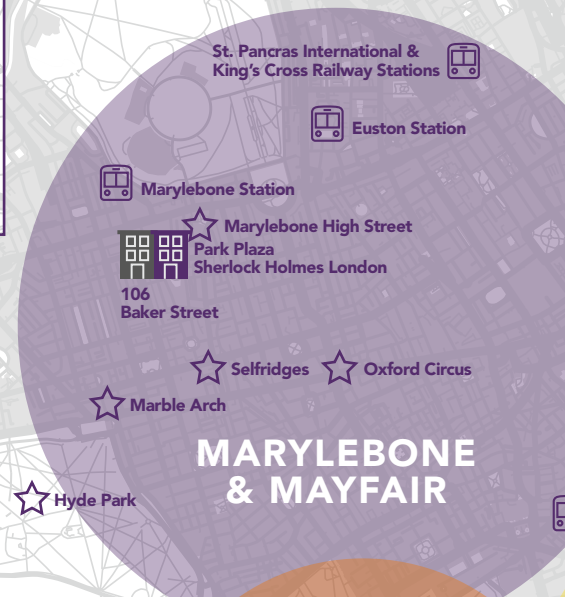 St. Pancras International &
King's Cross Railway Stations
Euston Station
Marylebone Station
Marylebone High Street
Park Plaza
Sherlock Holmes London
106
Baker Street
Selfridges
Oxford Circus
Marble Arch
MARYLEBONE
& MAYFAIR
Hyde Park